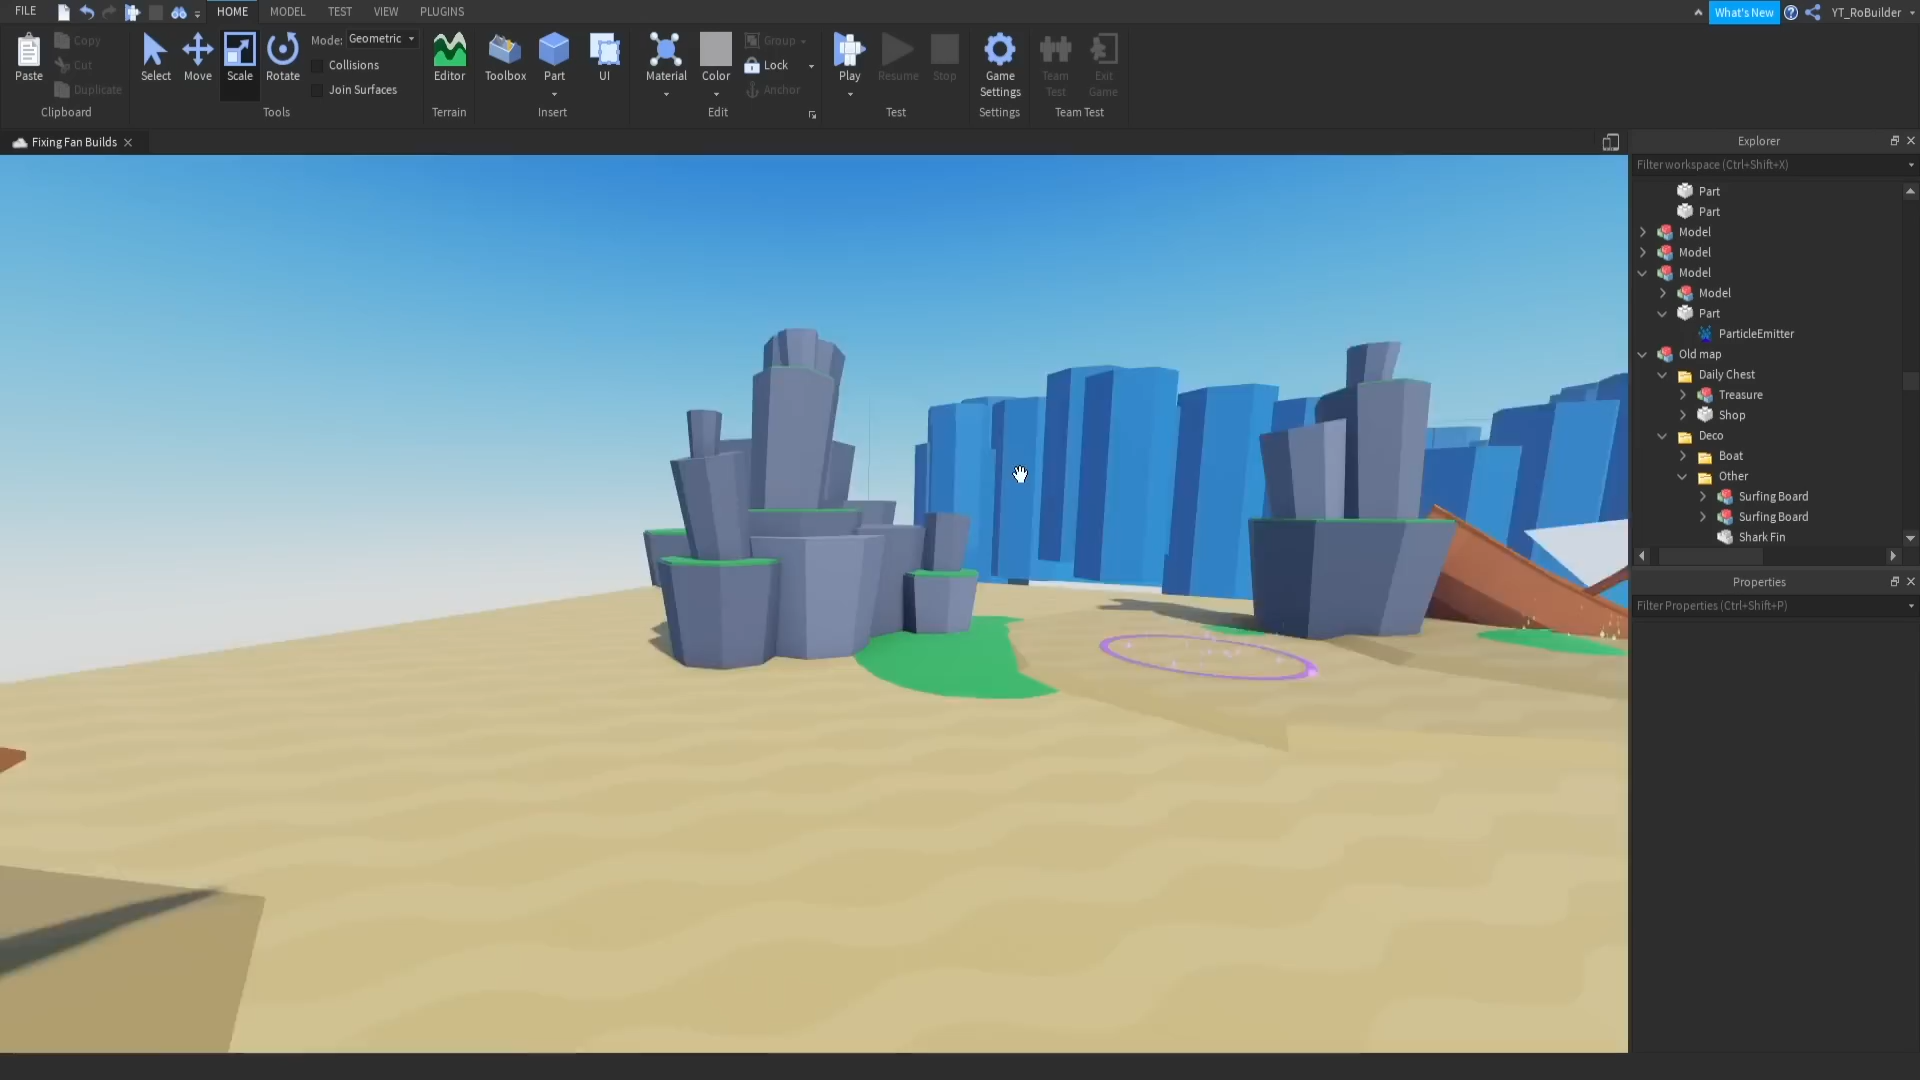 FILE HOME MODEL TEST VIEW PLUGINS What's New YT_RoBuilder
Paste Copy Cut Duplicate Clipboard
Select Move Scale Rotate Mode: Geometric Collisions Join Surfaces Tools
Editor Terrain
Toolbox Part UI Insert
Material Color Group Lock Anchor Edit
Play Resume Stop Test
Game Settings Settings
Team Test Exit Game Team Test
Fixing Fan Builds
Explorer
Filter workspace (Ctrl+Shift+X)
Part
Part
Model
Model
Model
Model
Part
ParticleEmitter
Old map
Daily Chest
Treasure
Shop
Deco
Boat
Other
Surfing Board
Surfing Board
Shark Fin
Properties
Filter Properties (Ctrl+Shift+P)